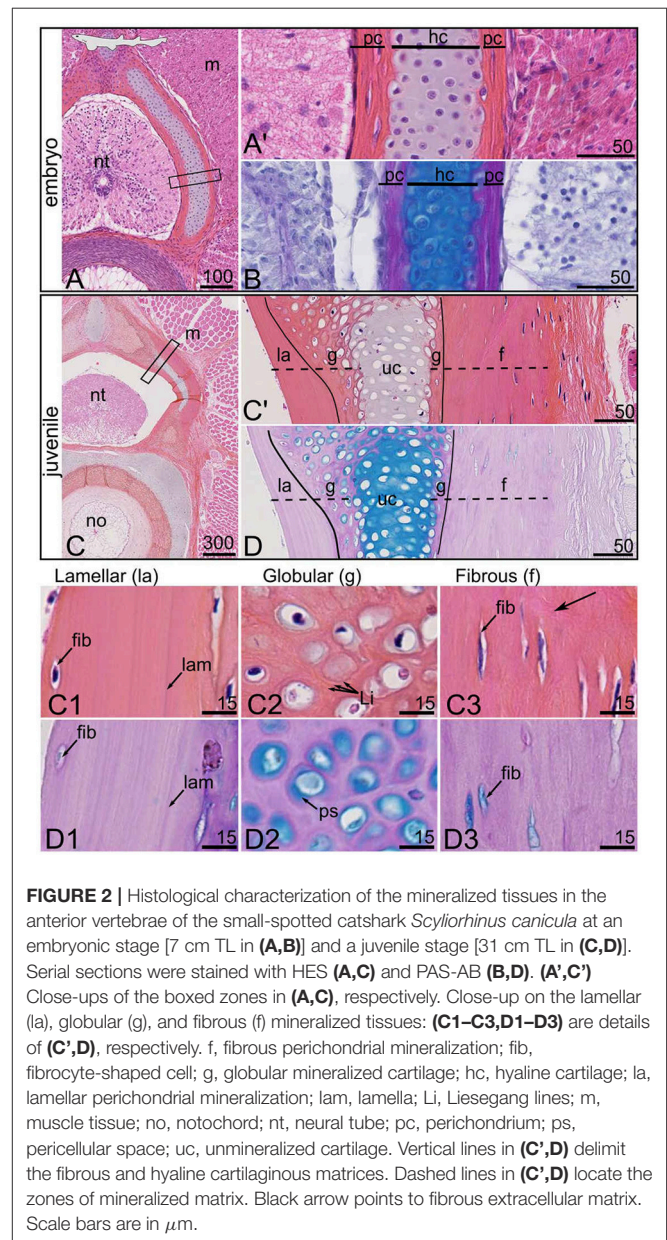 embryo
m
nt
A
100
pc hc pc
A'
50
pc hc pc
B
50
juvenile
m
nt
no
C
300
la g uc g f
C'
50
la g uc g f
D
50
Lamellar (la) Globular (g) Fibrous (f)
fib
lam
C1
15
Li
C2
15
fib
C3
15
fib
lam
D1
15
ps
D2
15
fib
D3
15
FIGURE 2 | Histological characterization of the mineralized tissues in the
anterior vertebrae of the small-spotted catshark Scyliorhinus canicula at an
embryonic stage [7 cm TL in (A,B)] and a juvenile stage [31 cm TL in (C,D)].
Serial sections were stained with HES (A,C) and PAS-AB (B,D). (A',C')
Close-ups of the boxed zones in (A,C), respectively. Close-up on the lamellar
(la), globular (g), and fibrous (f) mineralized tissues: (C1–C3,D1–D3) are details
of (C',D), respectively. f, fibrous perichondrial mineralization; fib,
fibrocyte-shaped cell; g, globular mineralized cartilage; hc, hyaline cartilage; la,
lamellar perichondrial mineralization; lam, lamella; Li, Liesegang lines; m,
muscle tissue; no, notochord; nt, neural tube; pc, perichondrium; ps,
pericellular space; uc, unmineralized cartilage. Vertical lines in (C',D) delimit
the fibrous and hyaline cartilaginous matrices. Dashed lines in (C',D) locate the
zones of mineralized matrix. Black arrow points to fibrous extracellular matrix.
Scale bars are in μm.